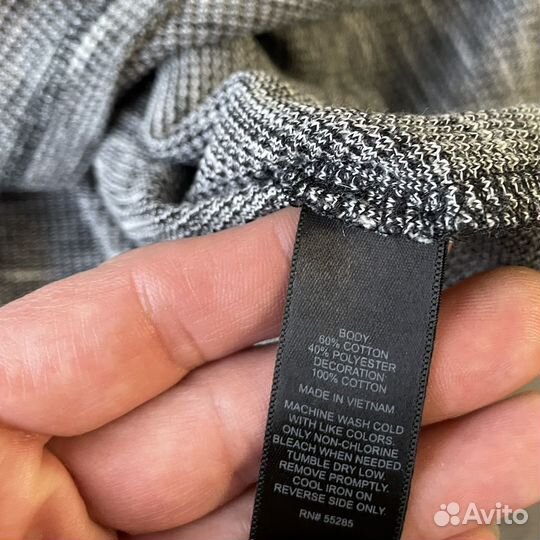 BODY
60% COTTON
40% POLYESTER
DECORATION
100% COTTON
MADE IN VIETNAM
MACHINE WASH COLD
WITH LIKE COLORS.
ONLY NON-CHLORINE
BLEACH WHEN NEEDED.
TUMBLE DRY LOW.
REMOVE PROMPTLY.
COOL IRON ON
REVERSE SIDE ONLY.
RN# 55285
Avito